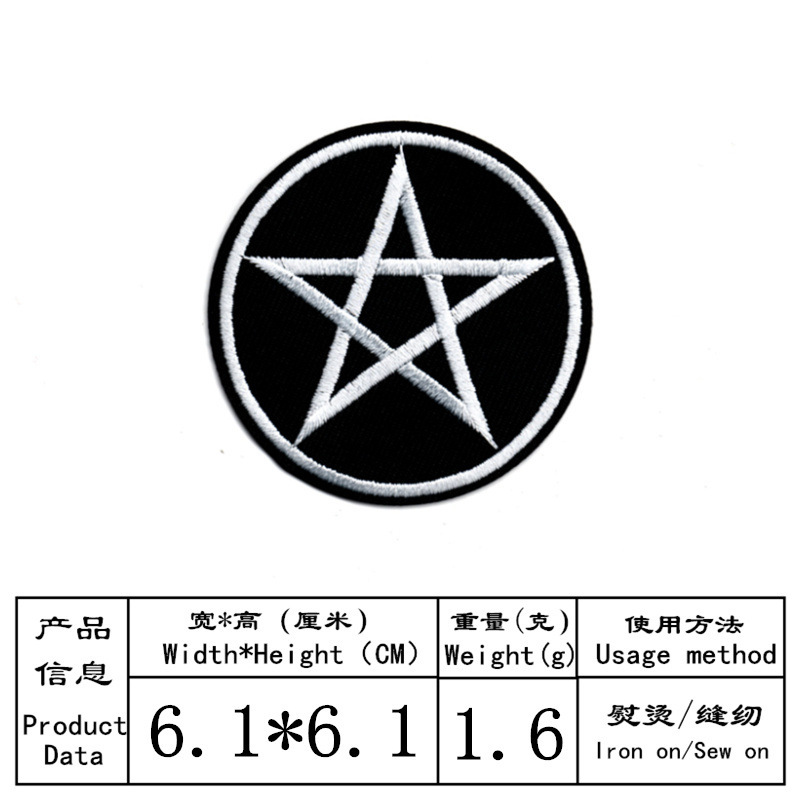 产品
信息
Product
Data
宽*高 (厘米)
Width*Height (CM)
重量(克)
Weight(g)
使用方法
Usage method
6.1*6.1
1.6
熨烫/缝纫
Iron on/Sew on